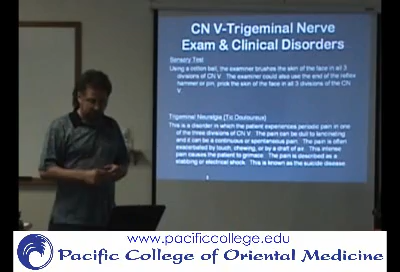 CN V-Trigeminal Nerve
Exam & Clinical Disorders
Sensory Test
Using a cotton ball, the examiner brushes the skin of the face in all 3
divisions of CN V. The examiner could also use the end of the reflex
hammer or pin, prick the skin of the face in all 3 divisions of the CN
V.
Trigeminal Neuralgia (Tic Douloureux)
This is a disorder in which the patient experiences periodic pain in one
of the three divisions of CN V. The pain can be dull to lancinating
and it can be a continuous or spontaneous pain. The pain is often
exacerbated by touch, chewing, or by a draft of air. This intense
pain causes the patient to grimace. The pain is described as a
stabbing or electrical shock. This is known as the suicide disease
www.pacificcollege.edu
Pacific College of Oriental Medicine